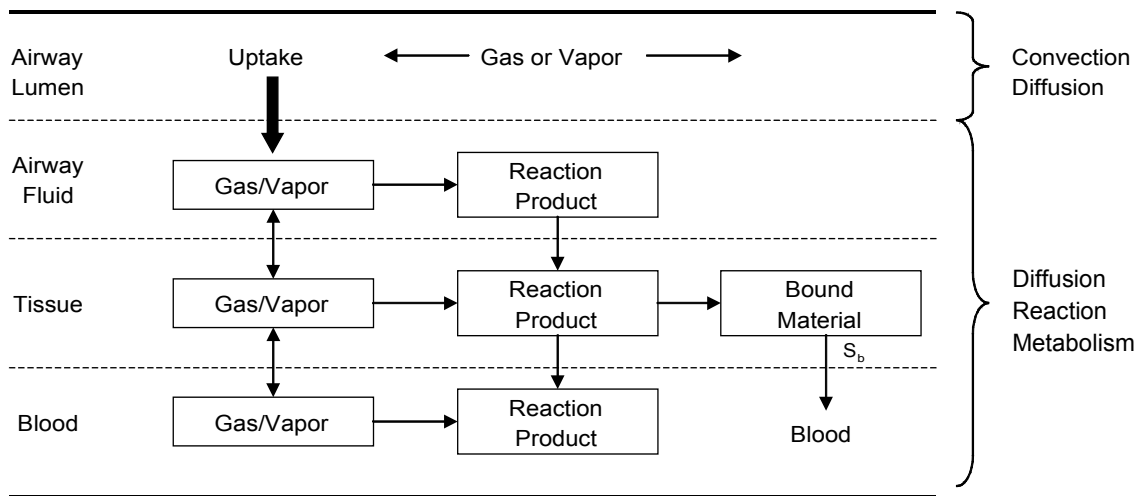 Airway
Lumen
Uptake
Gas or Vapor
Convection
Diffusion
Airway
Fluid
Gas/Vapor
Reaction
Product
Tissue
Gas/Vapor
Reaction
Product
Bound
Material
Diffusion
Reaction
Metabolism
S_b
Blood
Gas/Vapor
Reaction
Product
Blood